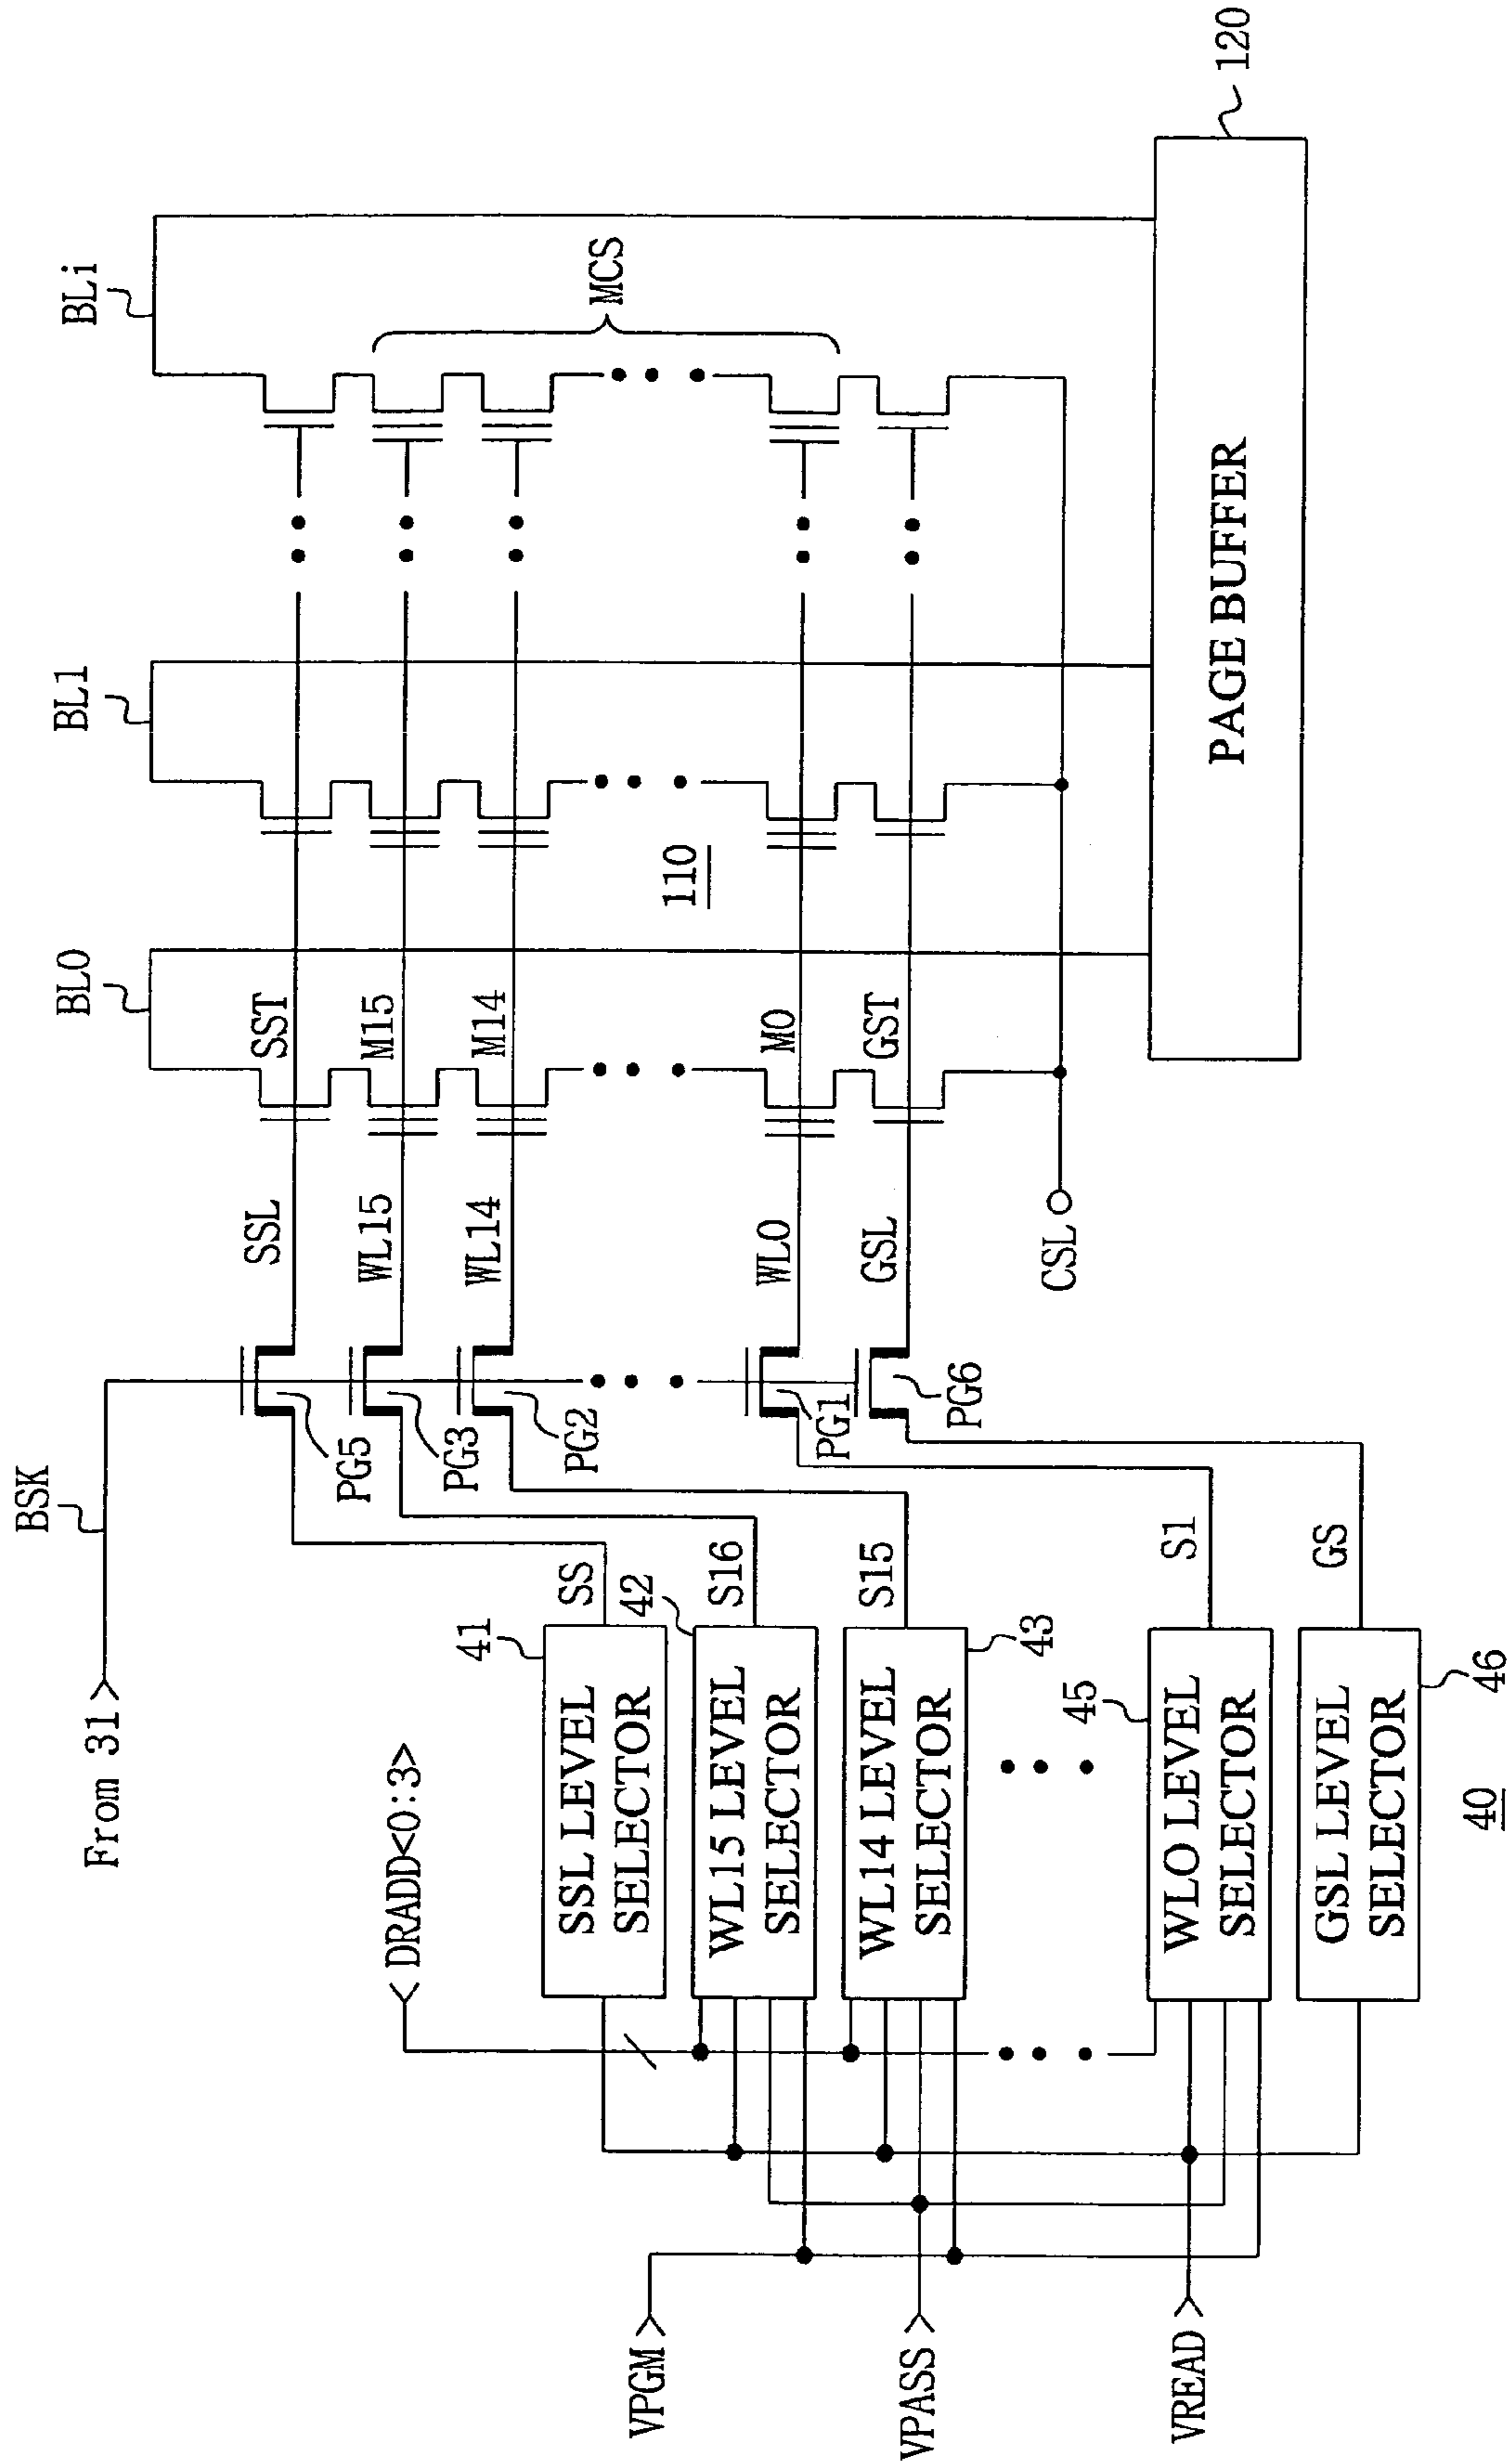 BSK
BL0
BL1
BLi
From 31
DRADD<0:3>
SSL
SST
PG5
WL15
M15
PG3
WL14
M14
PG2
MCS
SS
41
SSL LEVEL
SELECTOR
S16
42
WL15 LEVEL
SELECTOR
110
VPGM
S15
WL14 LEVEL
SELECTOR
43
WL0
M0
PG1
GSL
GST
PG6
VPASS
CSL
45
S1
WL0 LEVEL
SELECTOR
VREAD
GS
GSL LEVEL
SELECTOR
46
PAGE BUFFER
120
40